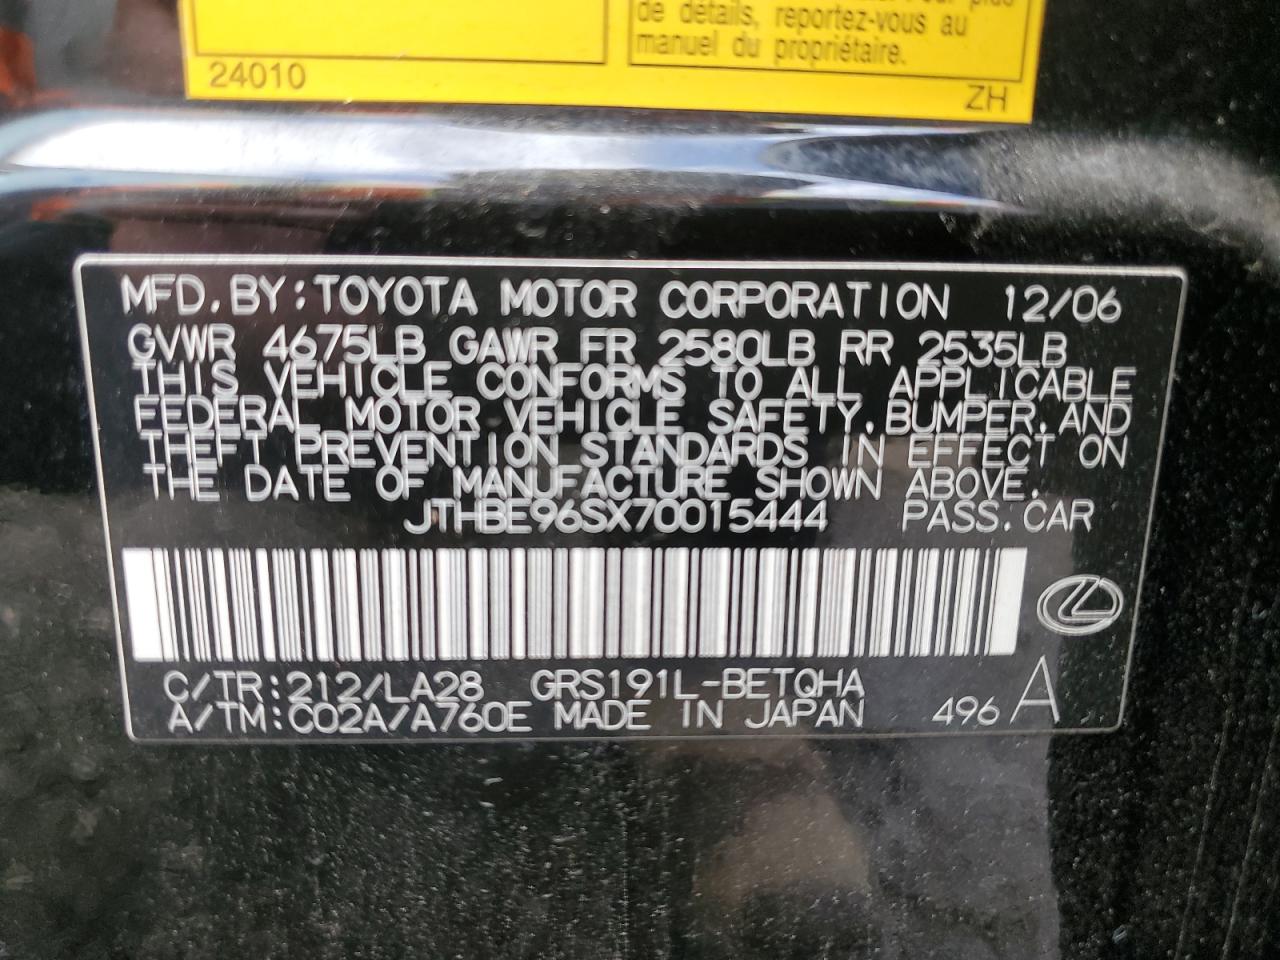 de détails, reportez-vous au
manuel du propriétaire.
24010
ZH
MFD. BY: TOYOTA MOTOR CORPORATION 12/06
GVWR 4675LB GAWR FR 2580LB RR 2535LB
THIS VEHICLE CONFORMS TO ALL APPLICABLE
FEDERAL MOTOR VEHICLE SAFETY, BUMPER, AND
THEFT PREVENTION STANDARDS IN EFFECT ON
THE DATE OF MANUFACTURE SHOWN ABOVE.
JTHBE96SX70015444 PASS. CAR
C/TR: 212/LA28 GRS191L-BETQHA
A/TM: C02A/A760E MADE IN JAPAN 496 A